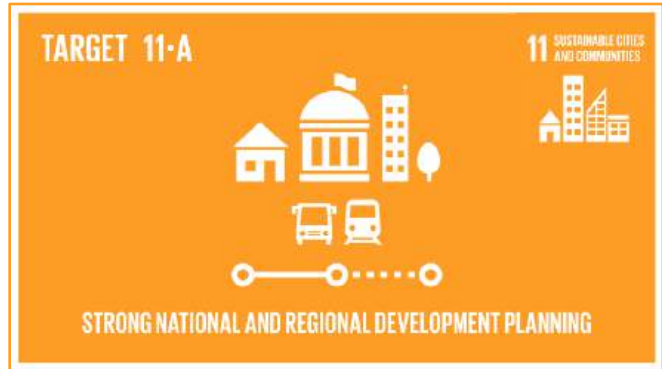 TARGET 11·A
11 SUSTAINABLE CITIES
AND COMMUNITIES
STRONG NATIONAL AND REGIONAL DEVELOPMENT PLANNING